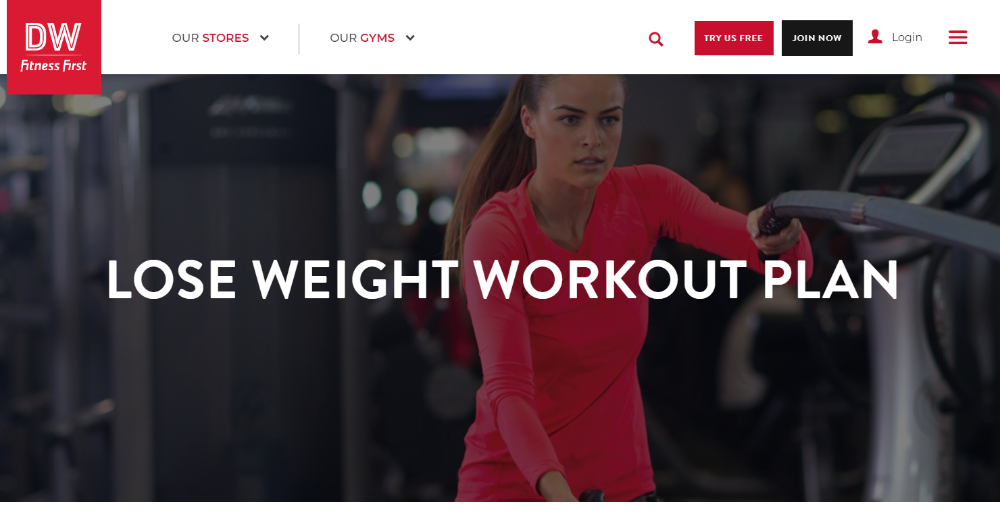 DW
Fitness First
OUR STORES
OUR GYMS
TRY US FREE
JOIN NOW
Login
LOSE WEIGHT WORKOUT PLAN